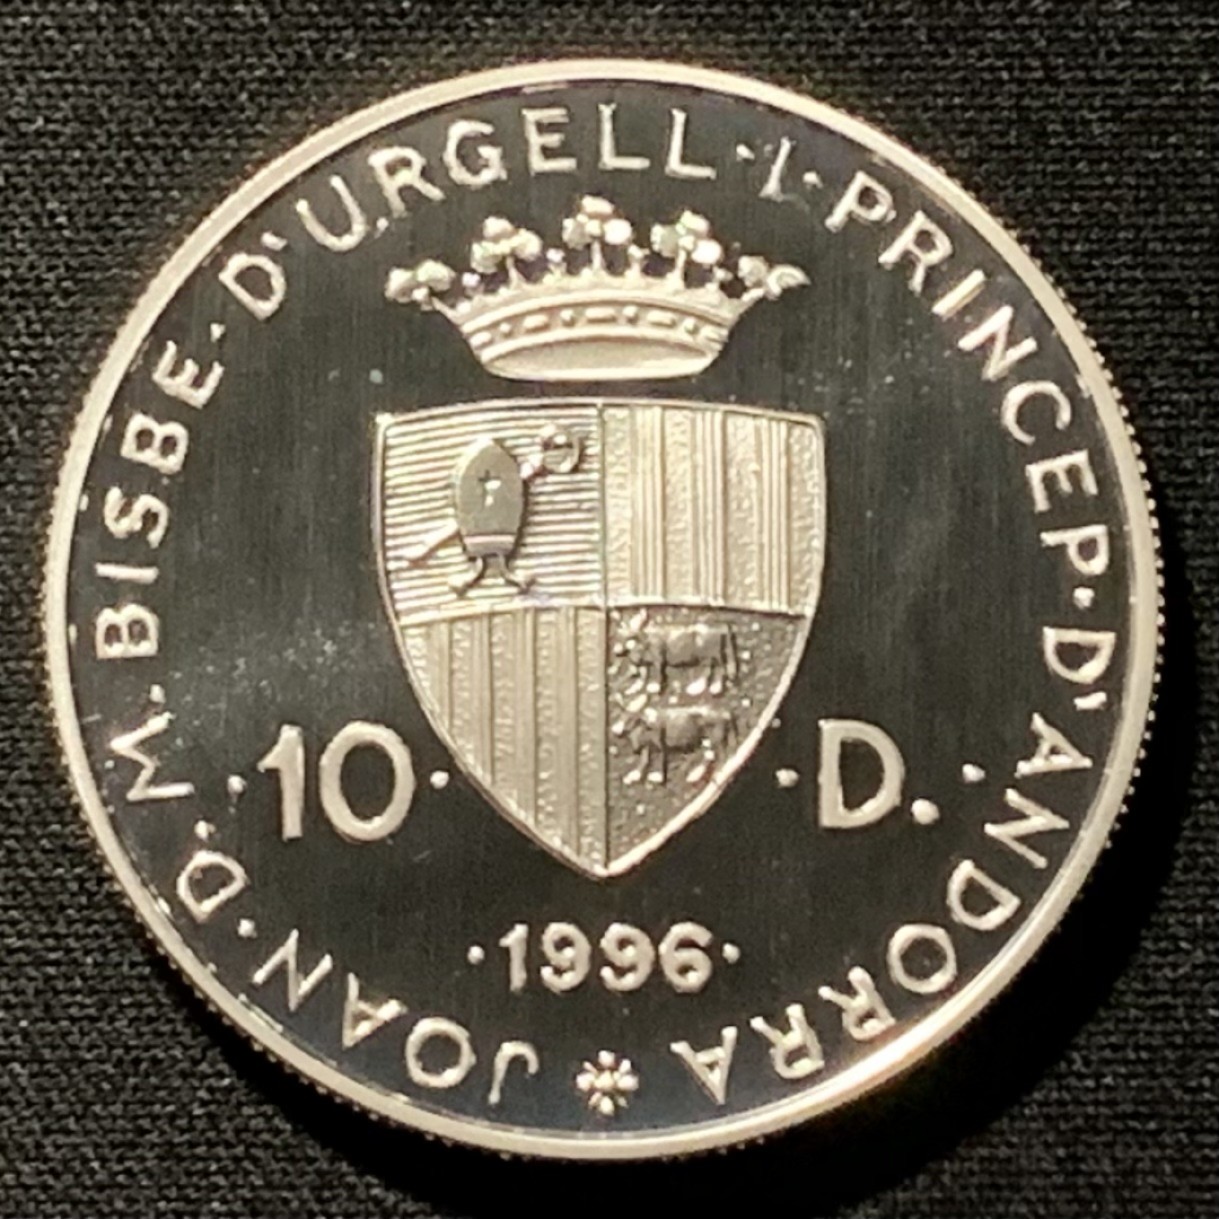 JOAN·D·M·BISBE·D'URGELL·I·PRINCEP·D'ANDORRA
·10· ·D.·
·1996·